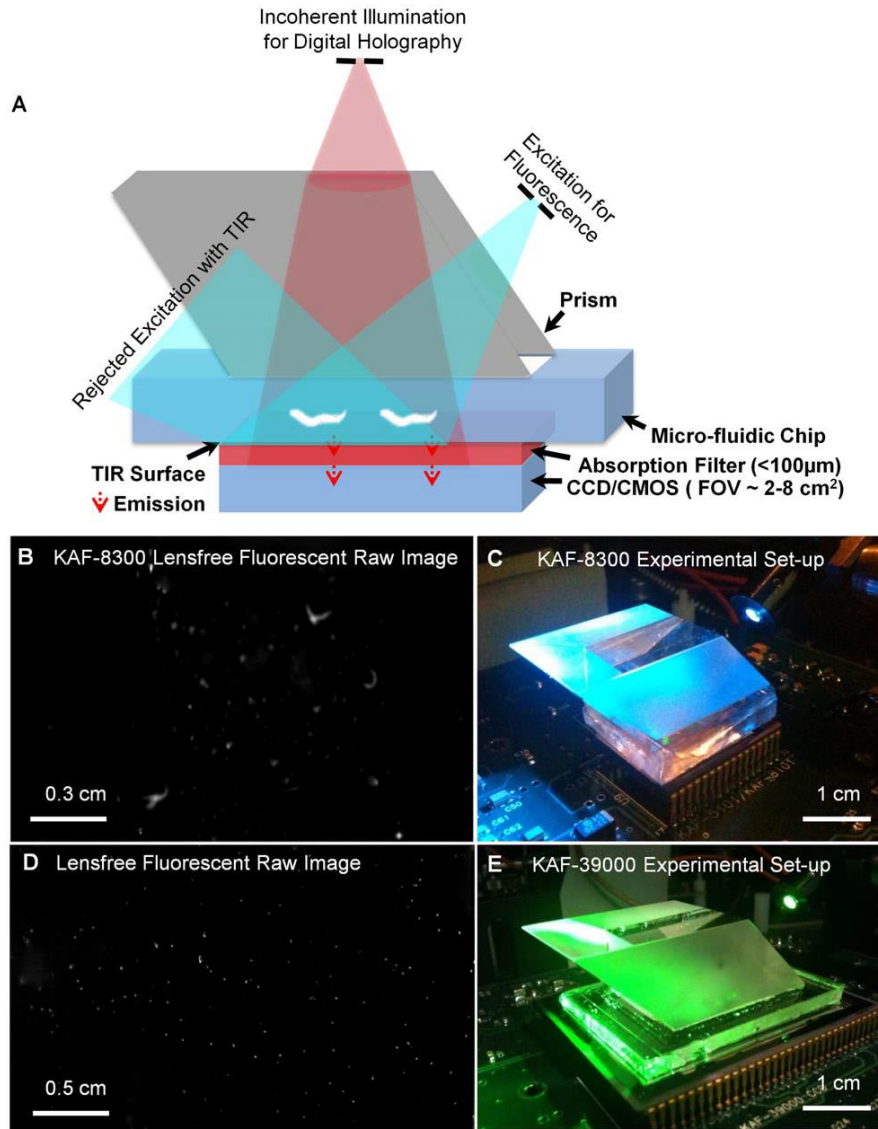 Incoherent Illumination
for Digital Holography
A
Excitation for
Fluorescence
Rejected Excitation with TIR
Prism
Micro-fluidic Chip
TIR Surface
Absorption Filter (<100µm)
Emission
CCD/CMOS ( FOV ~ 2-8 cm²)
B KAF-8300 Lensfree Fluorescent Raw Image
0.3 cm
C KAF-8300 Experimental Set-up
1 cm
D Lensfree Fluorescent Raw Image
0.5 cm
E KAF-39000 Experimental Set-up
KAF-39000
1 cm